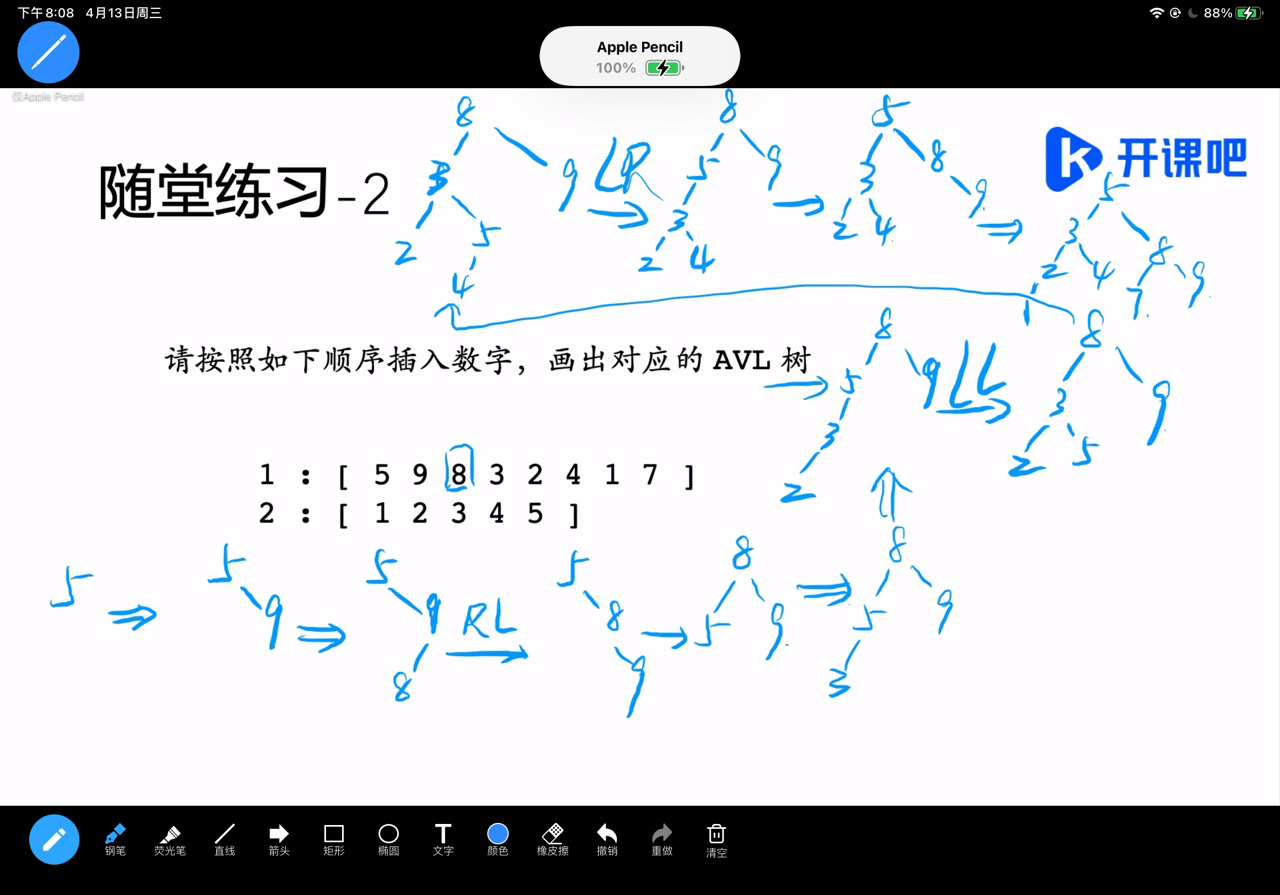 下午8:08 4月13日周三
88%
Apple Pencil
100%
仅Apple Pencil
开课吧
随堂练习-2
8
3 9
2 5
4
LR
8
5 9
3
2 4
5
3 8
2 4 9
5
3 8
2 4 7 9
1
请按照如下顺序插入数字，画出对应的 AVL 树
8
5 9
3
2
LL
8
3 9
2 5
1 : [ 5 9 8 3 2 4 1 7 ]
2 : [ 1 2 3 4 5 ]
5
5
9
5
9
8
RL
5
8
9
8
5 9
8
5 9
3
钢笔 荧光笔 直线 箭头 矩形 椭圆 文字 颜色 橡皮擦 撤销 重做 清空